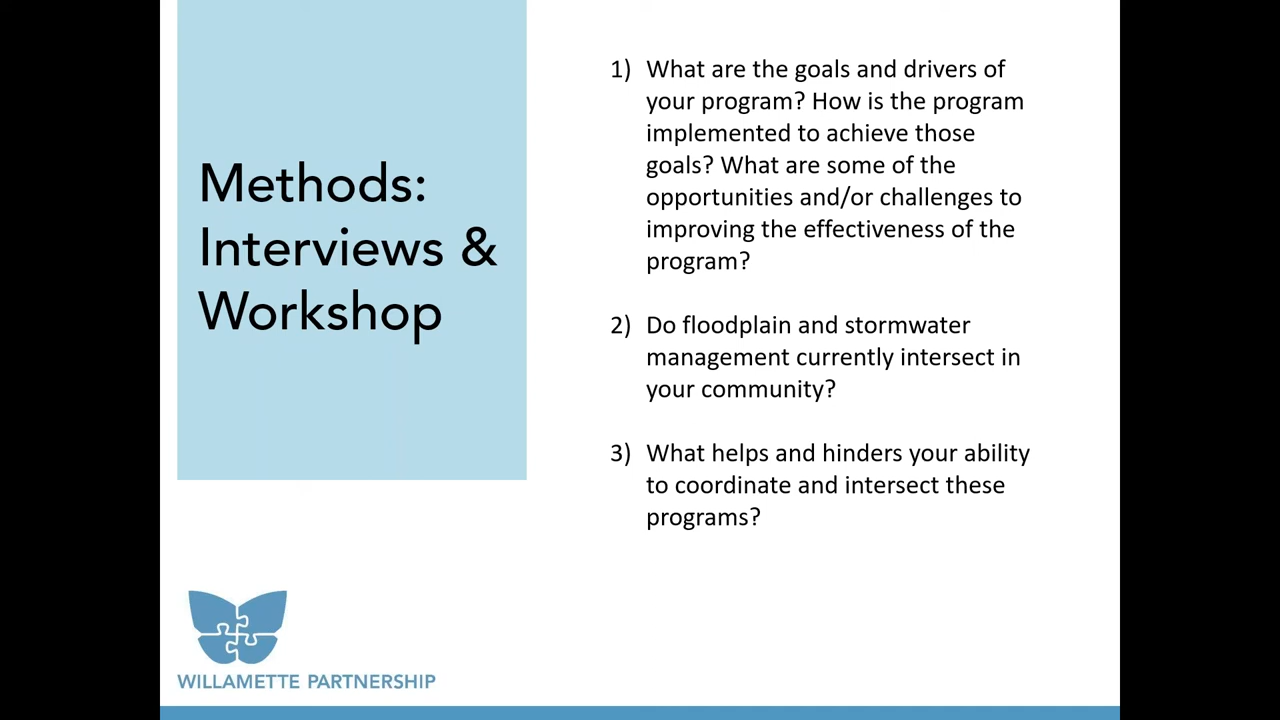 Methods:
Interviews &
Workshop
1) What are the goals and drivers of
your program? How is the program
implemented to achieve those
goals? What are some of the
opportunities and/or challenges to
improving the effectiveness of the
program?
2) Do floodplain and stormwater
management currently intersect in
your community?
3) What helps and hinders your ability
to coordinate and intersect these
programs?
WILLAMETTE PARTNERSHIP